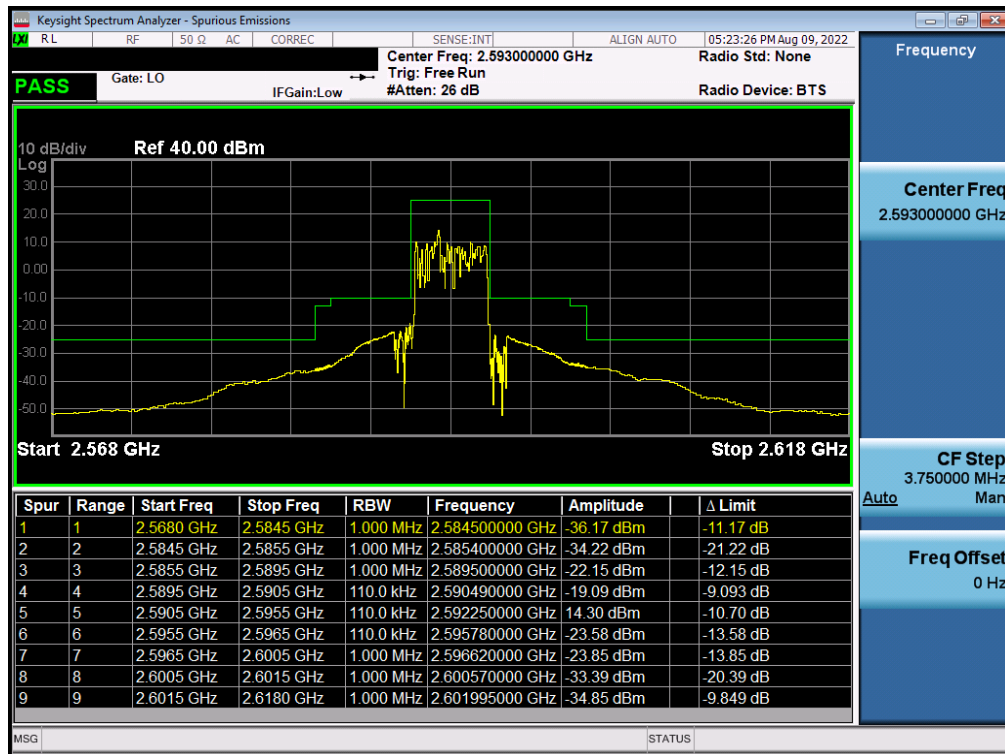 Keysight Spectrum Analyzer - Spurious Emissions
LXI RL RF 50 Ω AC CORREC SENSE:INT ALIGN AUTO 05:23:26 PM Aug 09, 2022
Center Freq: 2.593000000 GHz Radio Std: None
PASS Gate: LO Trig: Free Run
IFGain:Low #Atten: 26 dB Radio Device: BTS
10 dB/div Ref 40.00 dBm
Log
30.0
20.0
10.0
0.00
-10.0
-20.0
-30.0
-40.0
-50.0
Start 2.568 GHz Stop 2.618 GHz
Spur Range Start Freq Stop Freq RBW Frequency Amplitude Δ Limit
1 1 2.5680 GHz 2.5845 GHz 1.000 MHz 2.584500000 GHz -36.17 dBm -11.17 dB
2 2 2.5845 GHz 2.5855 GHz 1.000 MHz 2.585400000 GHz -34.22 dBm -21.22 dB
3 3 2.5855 GHz 2.5895 GHz 1.000 MHz 2.589500000 GHz -22.15 dBm -12.15 dB
4 4 2.5895 GHz 2.5905 GHz 110.0 kHz 2.590490000 GHz -19.09 dBm -9.093 dB
5 5 2.5905 GHz 2.5955 GHz 110.0 kHz 2.592250000 GHz 14.30 dBm -10.70 dB
6 6 2.5955 GHz 2.5965 GHz 110.0 kHz 2.595780000 GHz -23.58 dBm -13.58 dB
7 7 2.5965 GHz 2.6005 GHz 1.000 MHz 2.596620000 GHz -23.85 dBm -13.85 dB
8 8 2.6005 GHz 2.6015 GHz 1.000 MHz 2.600570000 GHz -33.39 dBm -20.39 dB
9 9 2.6015 GHz 2.6180 GHz 1.000 MHz 2.601995000 GHz -34.85 dBm -9.849 dB
MSG STATUS
Frequency
Center Freq
2.593000000 GHz
CF Step
3.750000 MHz
Auto Man
Freq Offset
0 Hz